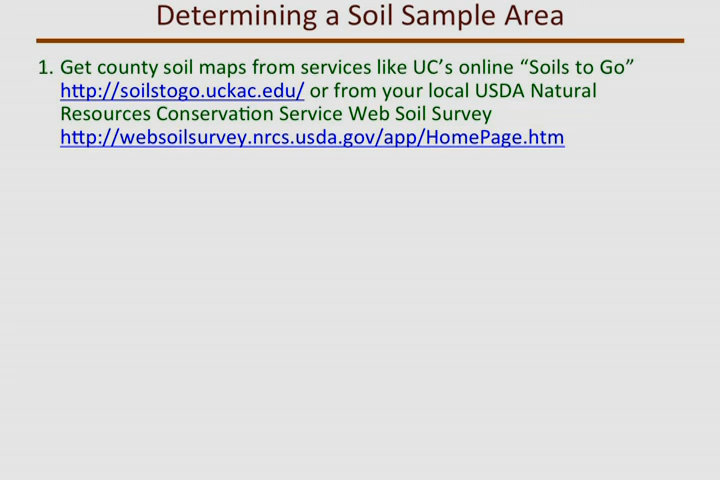 Determining a Soil Sample Area
1. Get county soil maps from services like UC’s online “Soils to Go”
http://soilstogo.uckac.edu/ or from your local USDA Natural
Resources Conservation Service Web Soil Survey
http://websoilsurvey.nrcs.usda.gov/app/HomePage.htm